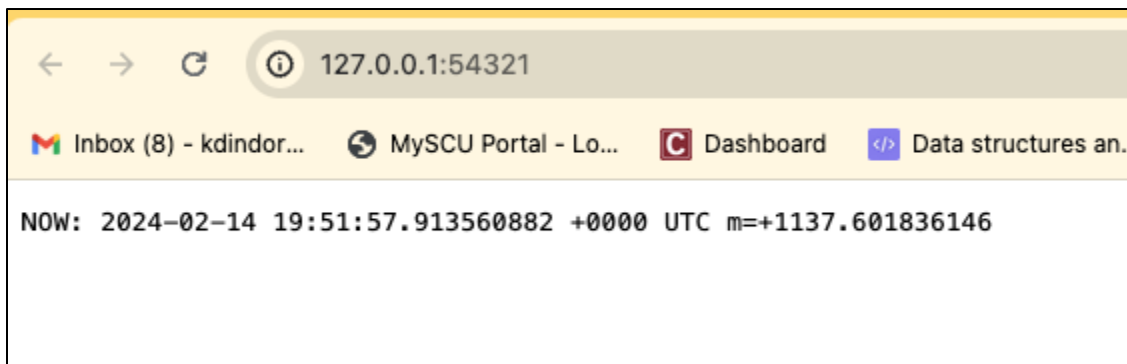 127.0.0.1:54321
Inbox (8) - kdindor... MySCU Portal - Lo... C Dashboard </> Data structures an.
NOW: 2024-02-14 19:51:57.913560882 +0000 UTC m=+1137.601836146